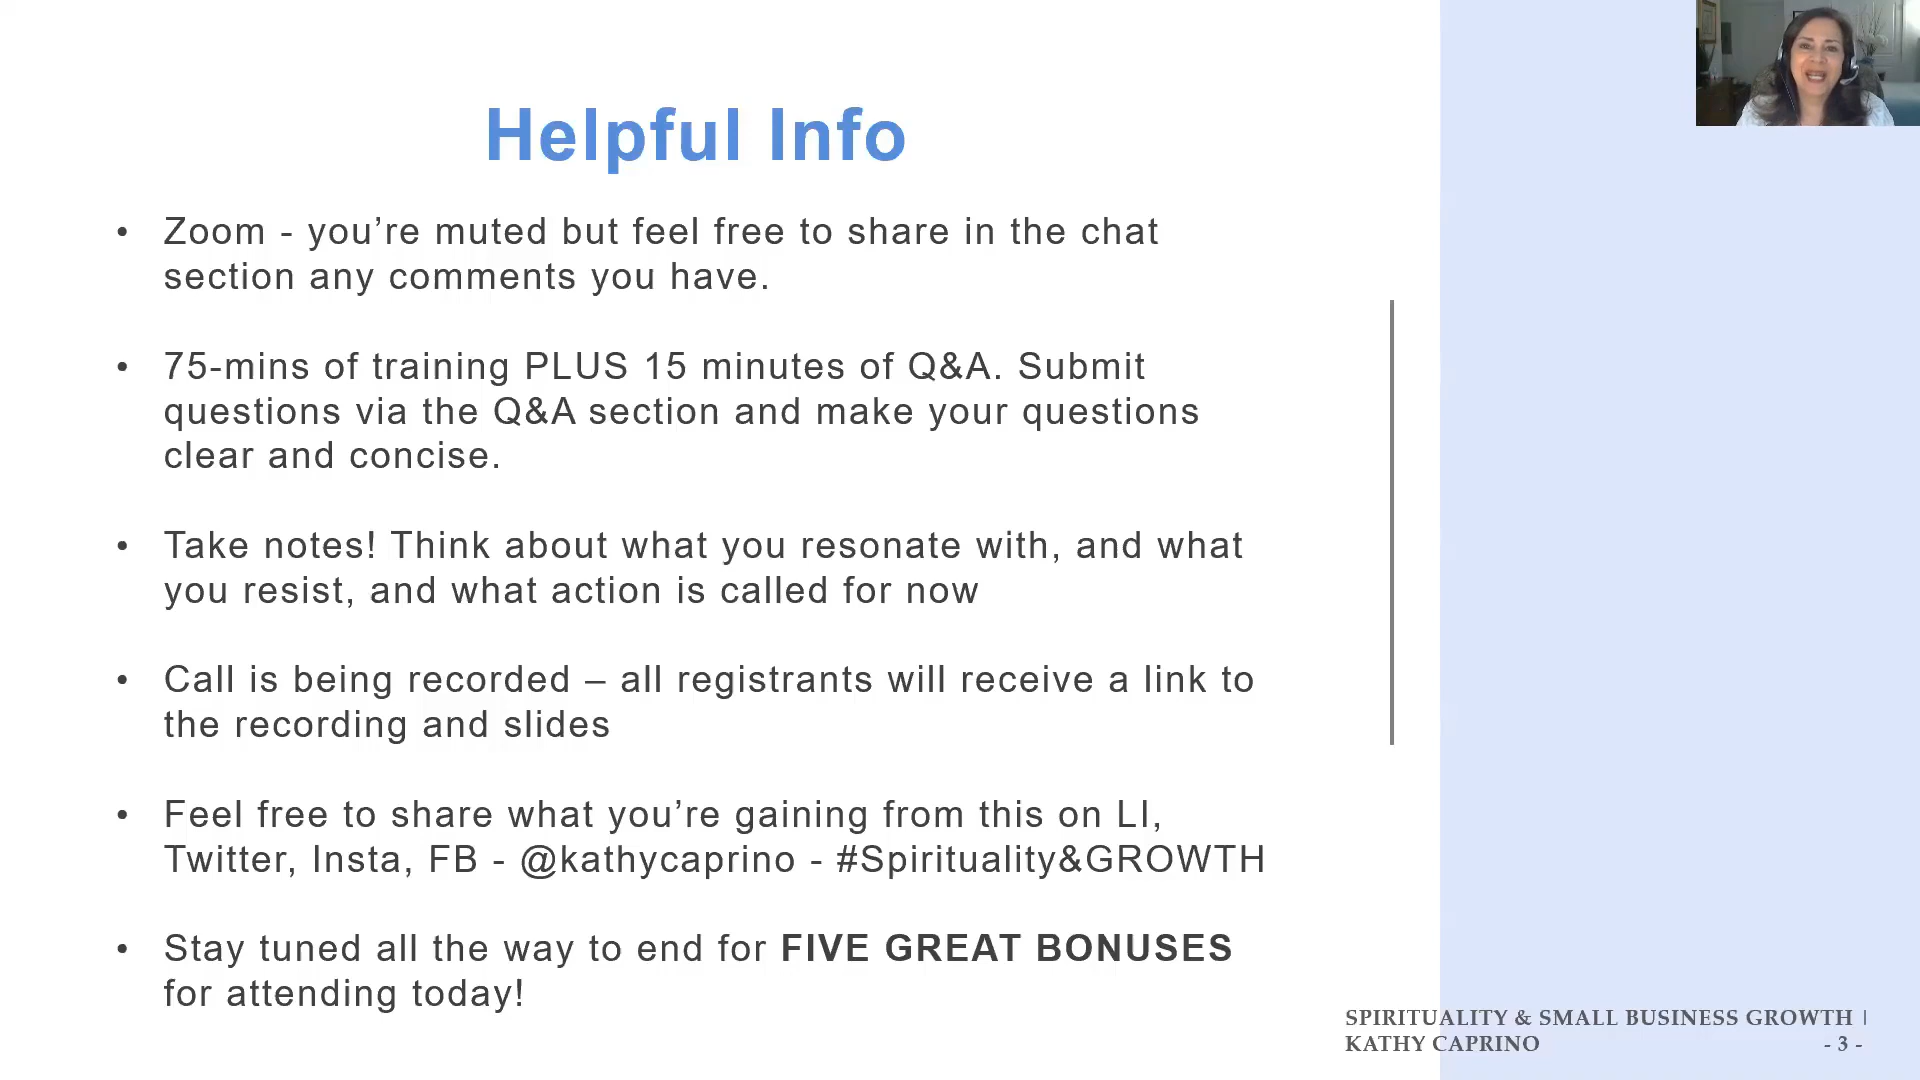 Helpful Info
• Zoom - you’re muted but feel free to share in the chat
section any comments you have.
• 75-mins of training PLUS 15 minutes of Q&A. Submit
questions via the Q&A section and make your questions
clear and concise.
• Take notes! Think about what you resonate with, and what
you resist, and what action is called for now
• Call is being recorded – all registrants will receive a link to
the recording and slides
• Feel free to share what you’re gaining from this on LI,
Twitter, Insta, FB - @kathycaprino - #Spirituality&GROWTH
• Stay tuned all the way to end for FIVE GREAT BONUSES
for attending today!
SPIRITUALITY & SMALL BUSINESS GROWTH |
KATHY CAPRINO - 3 -